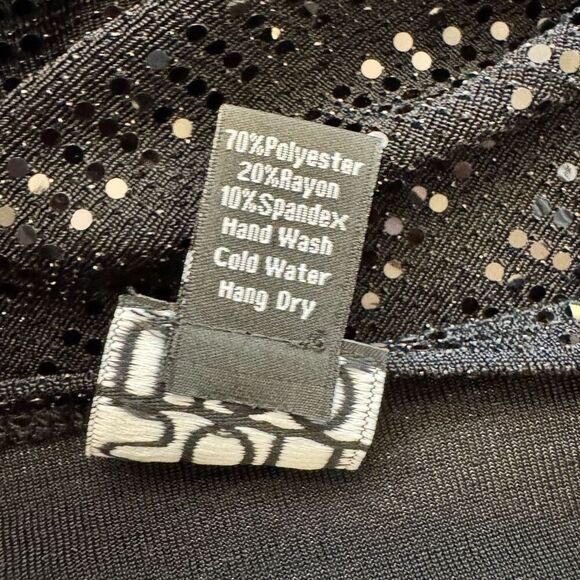 70%Polyester
20%Rayon
10%Spandex
Hand Wash
Cold Water
Hang Dry